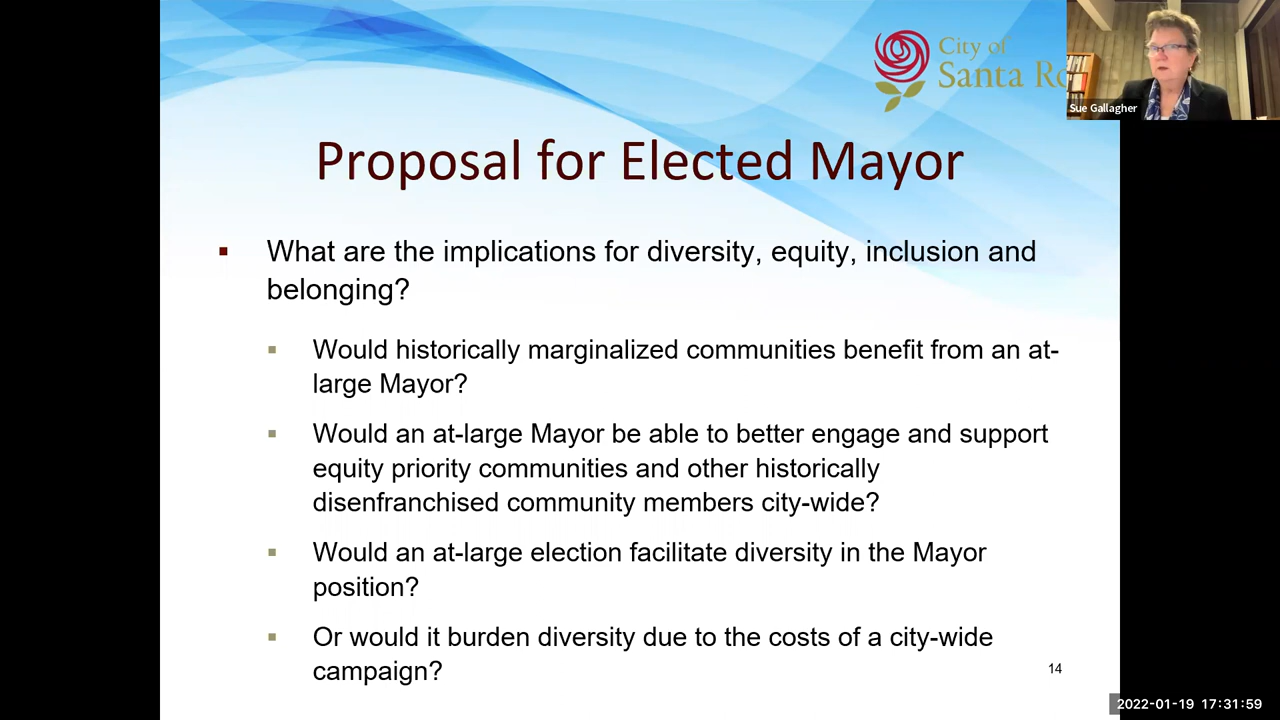 City of
Santa Ro
Sue Gallagher
Proposal for Elected Mayor
What are the implications for diversity, equity, inclusion and
belonging?
Would historically marginalized communities benefit from an at-
large Mayor?
Would an at-large Mayor be able to better engage and support
equity priority communities and other historically
disenfranchised community members city-wide?
Would an at-large election facilitate diversity in the Mayor
position?
Or would it burden diversity due to the costs of a city-wide
campaign?
14
2022-01-19 17:31:59